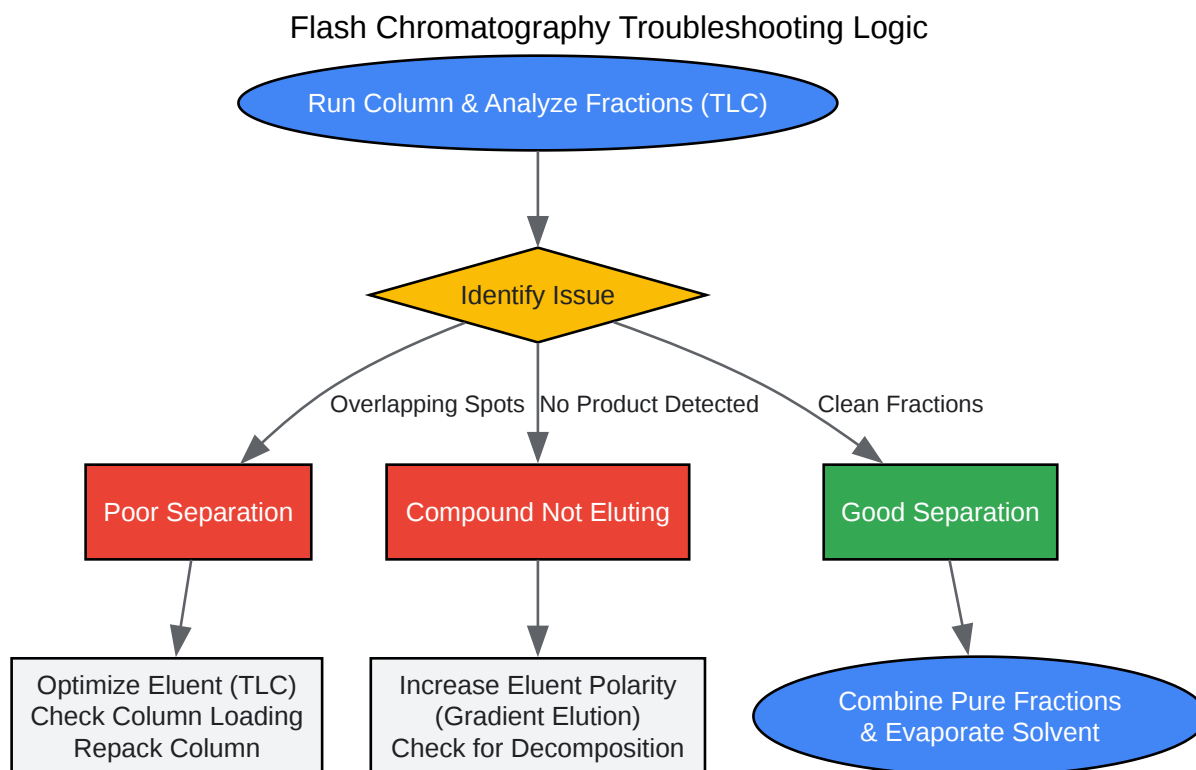 Flash Chromatography Troubleshooting Logic
Run Column & Analyze Fractions (TLC)
Identify Issue
Overlapping Spots
No Product Detected
Clean Fractions
Poor Separation
Compound Not Eluting
Good Separation
Optimize Eluent (TLC)
Check Column Loading
Repack Column
Increase Eluent Polarity
(Gradient Elution)
Check for Decomposition
Combine Pure Fractions
& Evaporate Solvent